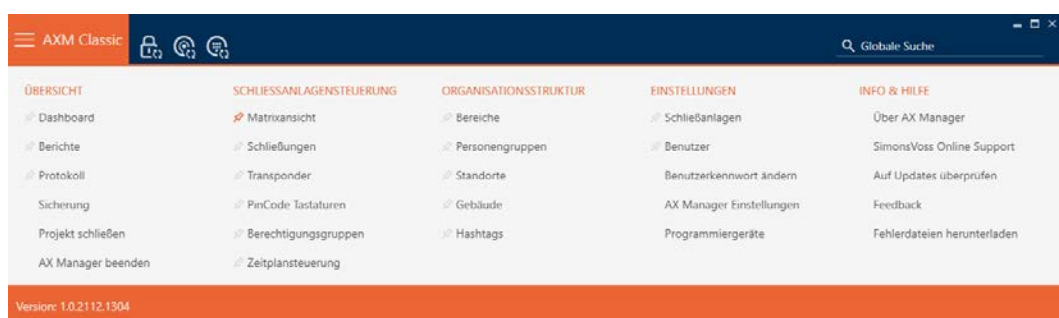 AXM Classic
Globale Suche
ÜBERSICHT SCHLIESSANLAGENSTEUERUNG ORGANISATIONSSTRUKTUR EINSTELLUNGEN INFO & HILFE
Dashboard Matrixansicht Bereiche Schließanlagen Über AX Manager
Berichte Schließungen Personengruppen Benutzer SimonsVoss Online Support
Protokoll Transponder Standorte Benutzerkennwort ändern Auf Updates überprüfen
Sicherung PinCode Tastaturen Gebäude AX Manager Einstellungen Feedback
Projekt schließen Berechtigungsgruppen Hashtags Programmiergeräte Fehlerdateien herunterladen
AX Manager beenden Zeitplansteuerung
Version: 1.0.2112.1304